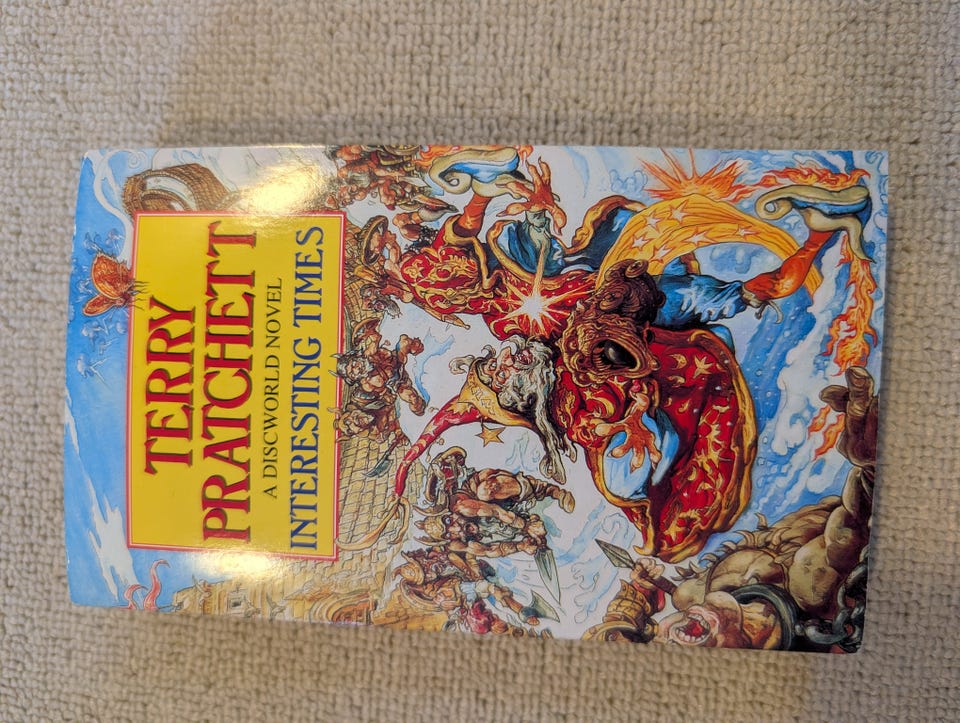 TERRY
PRATCHETT
A DISCWORLD NOVEL
INTERESTING TIMES